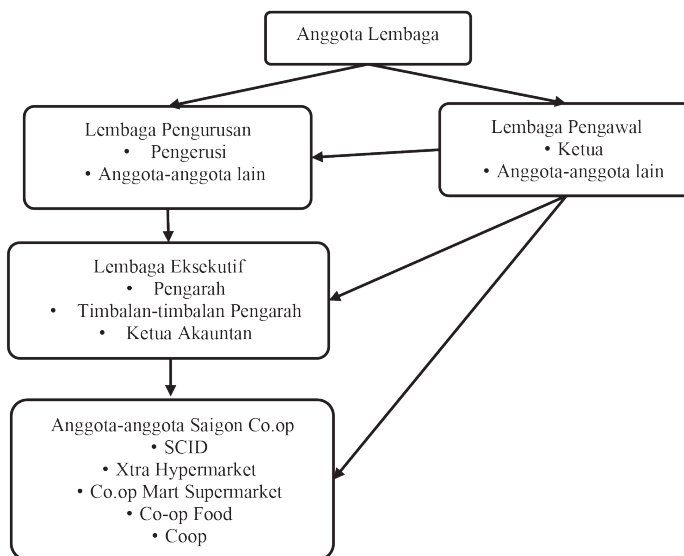 Anggota Lembaga
Lembaga Pengurusan
• Pengerusi
• Anggota-anggota lain
Lembaga Pengawal
• Ketua
• Anggota-anggota lain
Lembaga Eksekutif
• Pengarah
• Timbalan-timbalan Pengarah
• Ketua Akauntan
Anggota-anggota Saigon Co.op
• SCID
• Xtra Hypermarket
• Co.op Mart Supermarket
• Co-op Food
• Coop